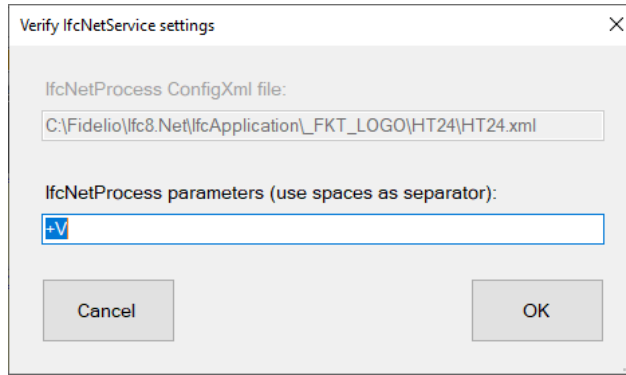 Verify IfcNetService settings
IfcNetProcess ConfigXml file:
C:\Fidelio\Ifc8.Net\IfcApplication\_FKT_LOGO\HT24\HT24.xml
IfcNetProcess parameters (use spaces as separator):
+V
Cancel
OK